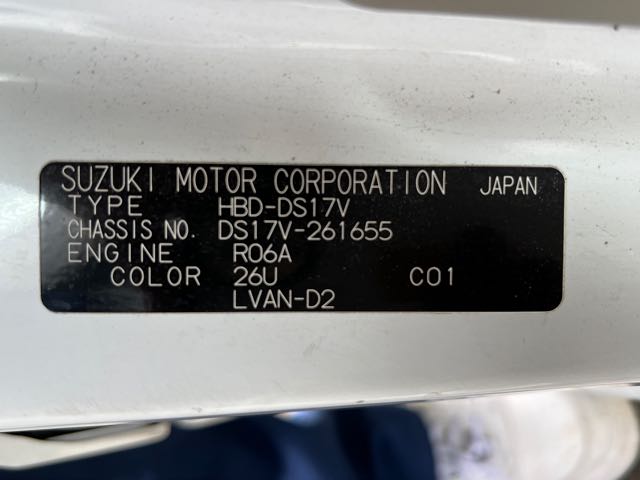 SUZUKI MOTOR CORPORATION JAPAN
TYPE HBD-DS17V
CHASSIS NO. DS17V-261655
ENGINE R06A
COLOR 26U C01
LVAN-D2